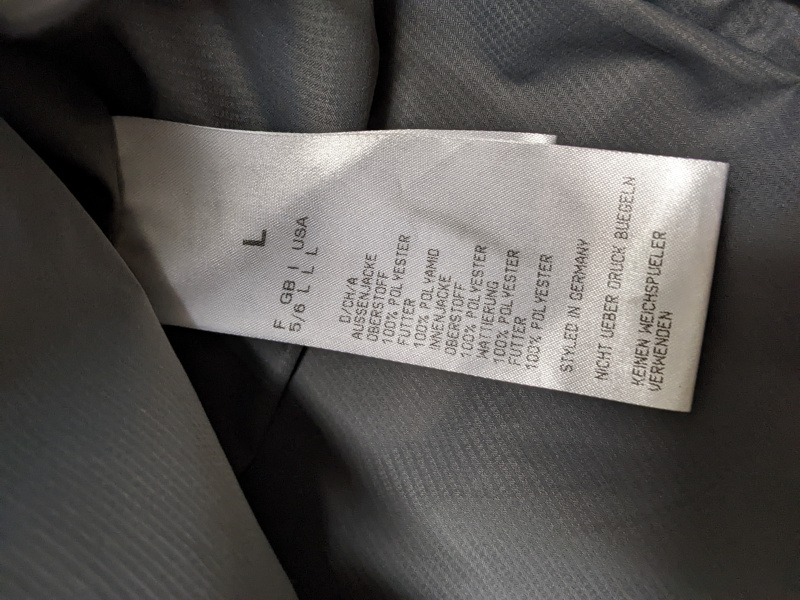 L
F GB I USA
5/6 L L L
D/CH/A
AUSSENJACKE
OBERSTOFF
100% POLYESTER
FUTTER
100% POLYAMID
INNENJACKE
OBERSTOFF
100% POLYESTER
WATTIERUNG
100% POLYESTER
FUTTER
100% POLYESTER
STYLED IN GERMANY
NICHT UEBER DRUCK BUEGELN
KEINEN WEICHSPUELER
VERWENDEN